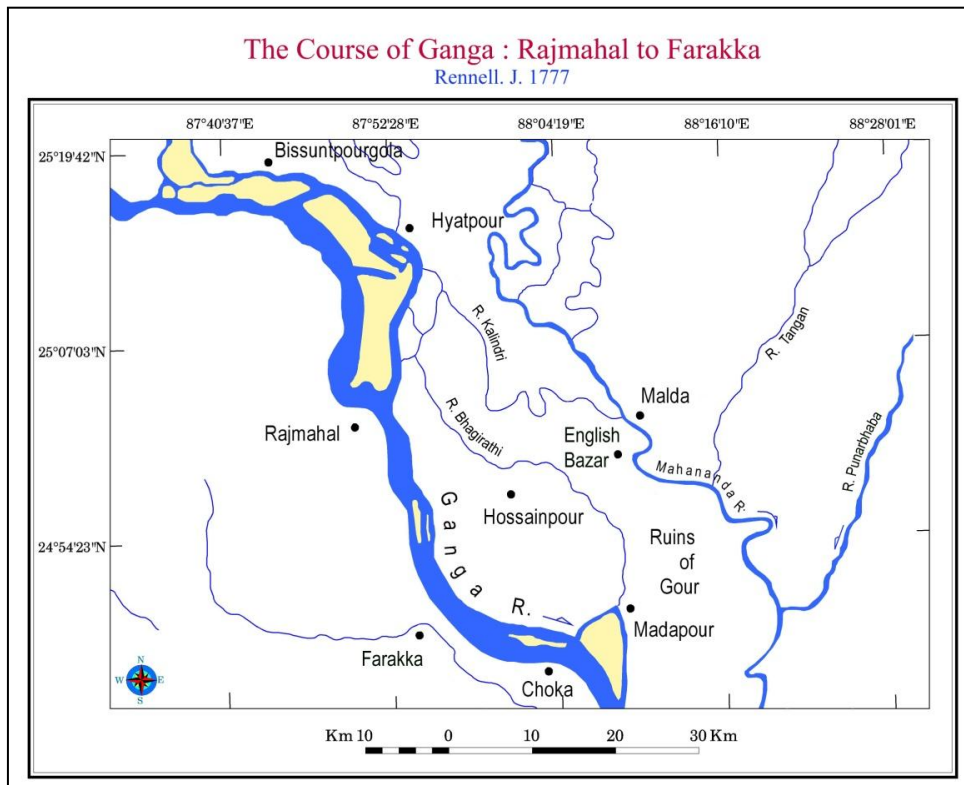 The Course of Ganga : Rajmahal to Farakka
Rennell. J. 1777
87°40'37"E 87°52'28"E 88°04'19"E 88°16'10"E 88°28'01"E
25°19'42"N
Bissuntpourgola
Hyatpour
R. Kalindri
R. Tangan
25°07'03"N
Malda
Rajmahal
R. Bhagirathi
English
Bazar
Mahananda R.
R. Punarbhaba
Hossainpour
Ganga R.
24°54'23"N
Ruins
of
Gour
Madapour
Farakka
Choka
N
W E
S
Km 10 0 10 20 30 Km